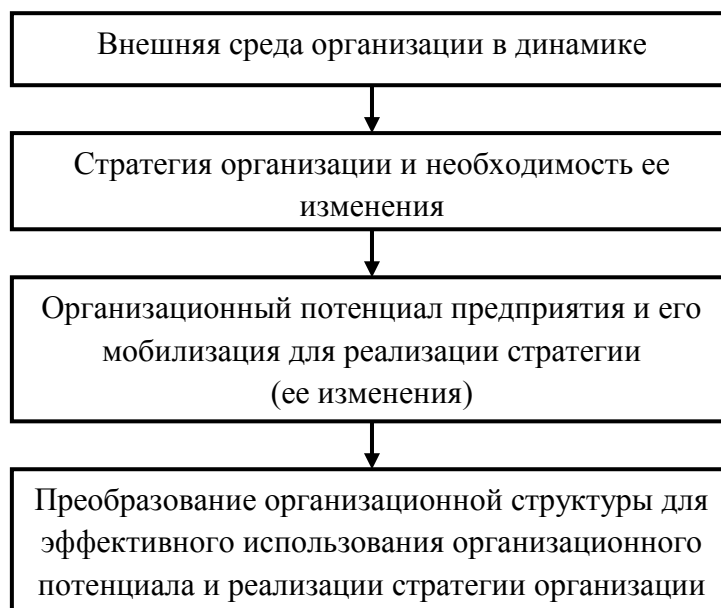 Внешняя среда организации в динамике
Стратегия организации и необходимость ее
изменения
Организационный потенциал предприятия и его
мобилизация для реализации стратегии
(ее изменения)
Преобразование организационной структуры для
эффективного использования организационного
потенциала и реализации стратегии организации